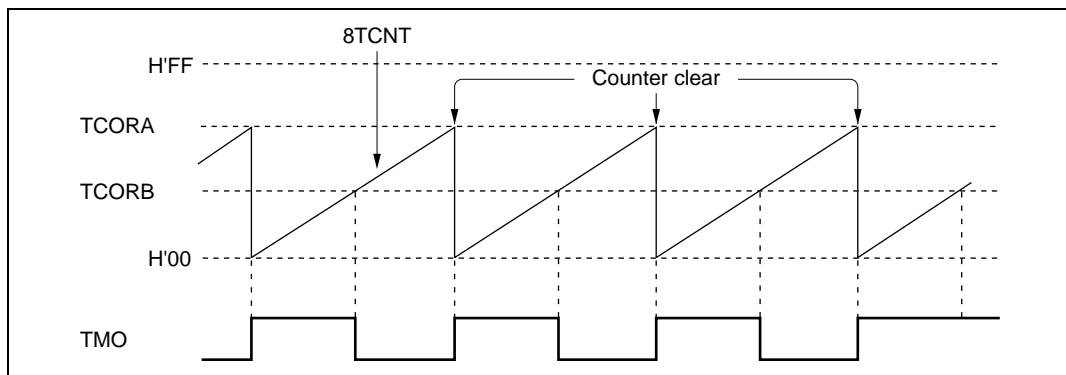 8TCNT
H'FF
Counter clear
TCORA
TCORB
H'00
TMO